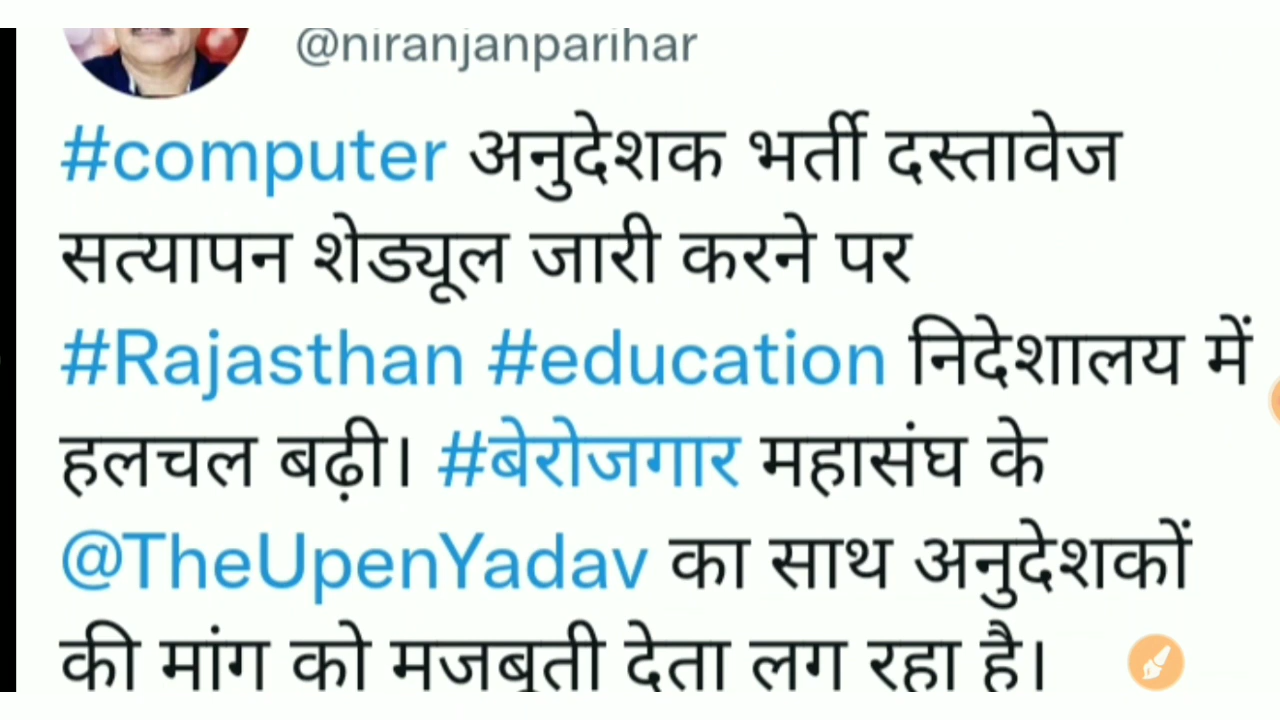 @niranjanparihar
#computer अनुदेशक भर्ती दस्तावेज
सत्यापन शेड्यूल जारी करने पर
#Rajasthan #education निदेशालय में
हलचल बढ़ी। #बेरोजगार महासंघ के
@TheUpenYadav का साथ अनुदेशकों
की मांग को मजबूती देता लग रहा है।